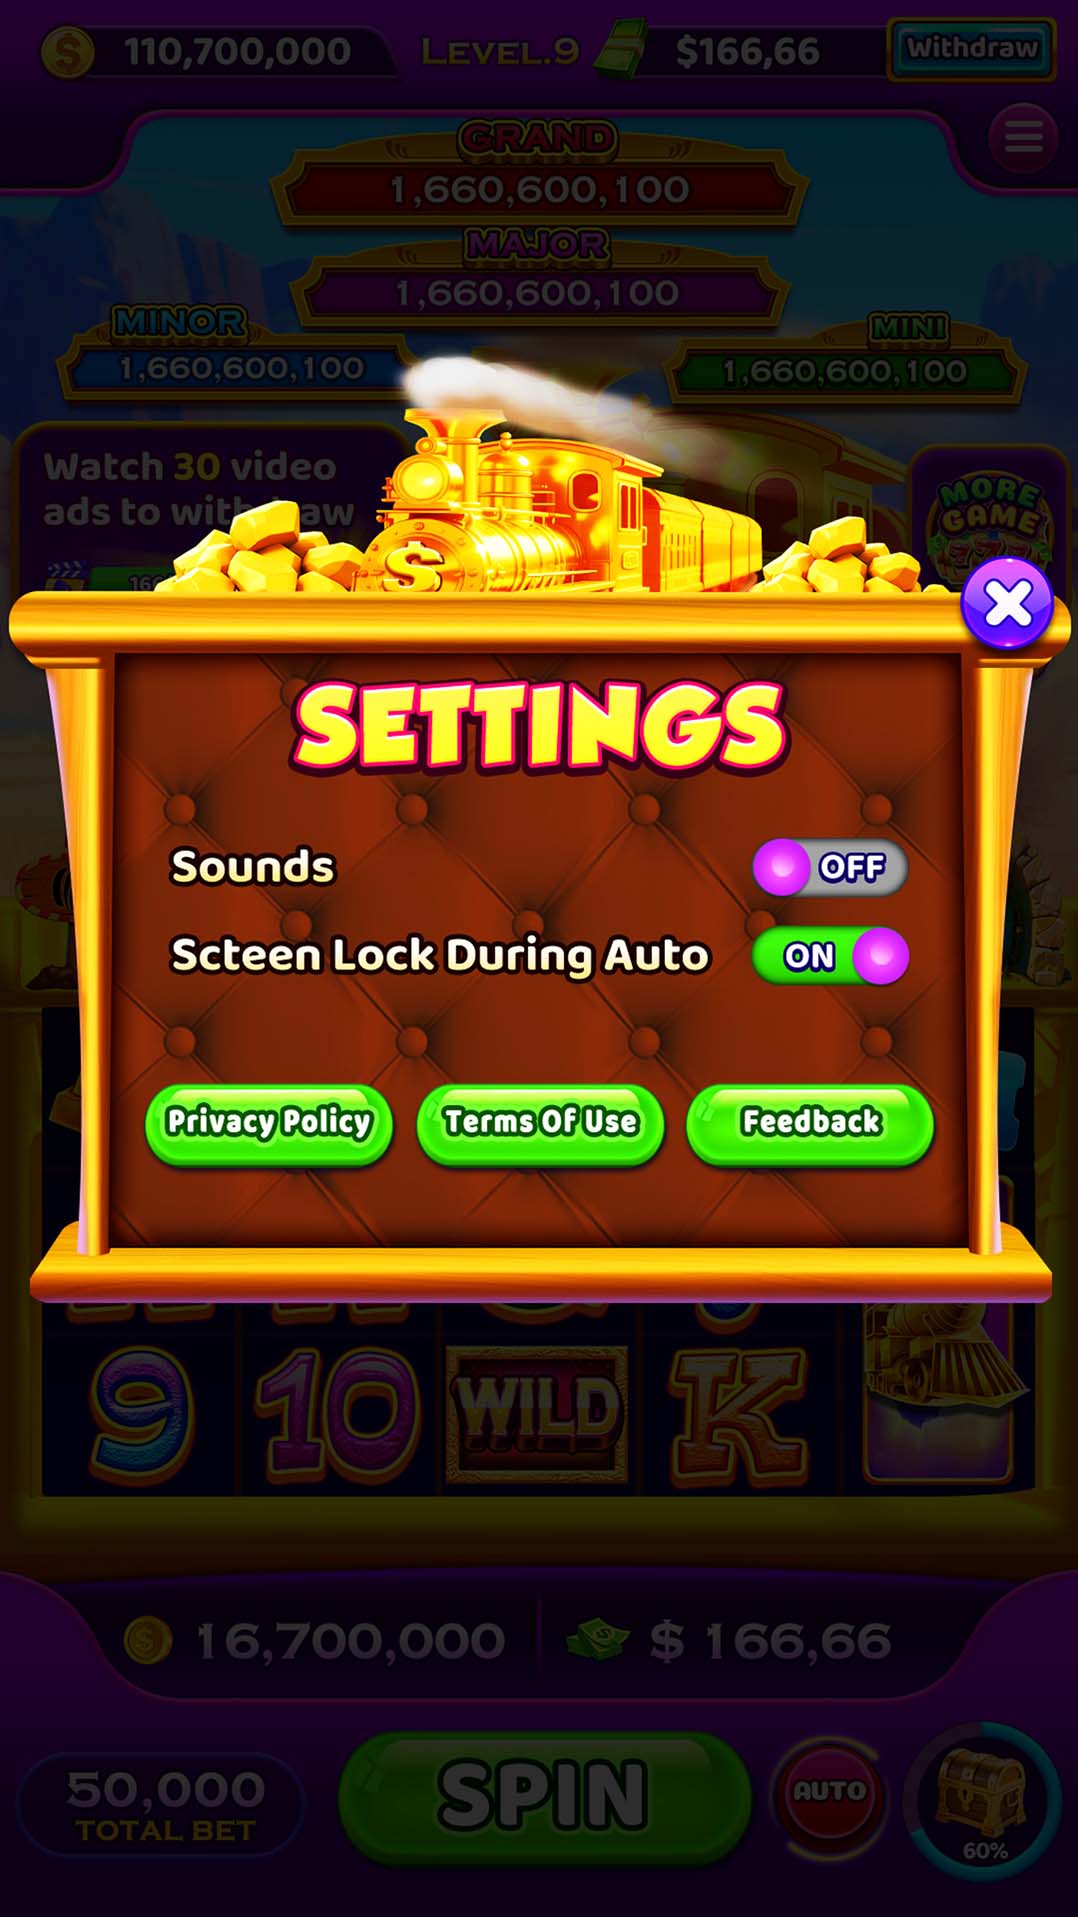 110,700,000
LEVEL.9
$166,66
Withdraw
GRAND
1,660,600,100
MAJOR
1,660,600,100
MINOR
1,660,600,100
MINI
1,660,600,100
Watch 30 video
ads to
MORE
GAME
SETTINGS
Sounds
OFF
Scteen Lock During Auto
ON
Privacy Policy
Terms Of Use
Feedback
9
10
WILD
K
16,700,000
$ 166,66
50,000
TOTAL BET
SPIN
AUTO
60%